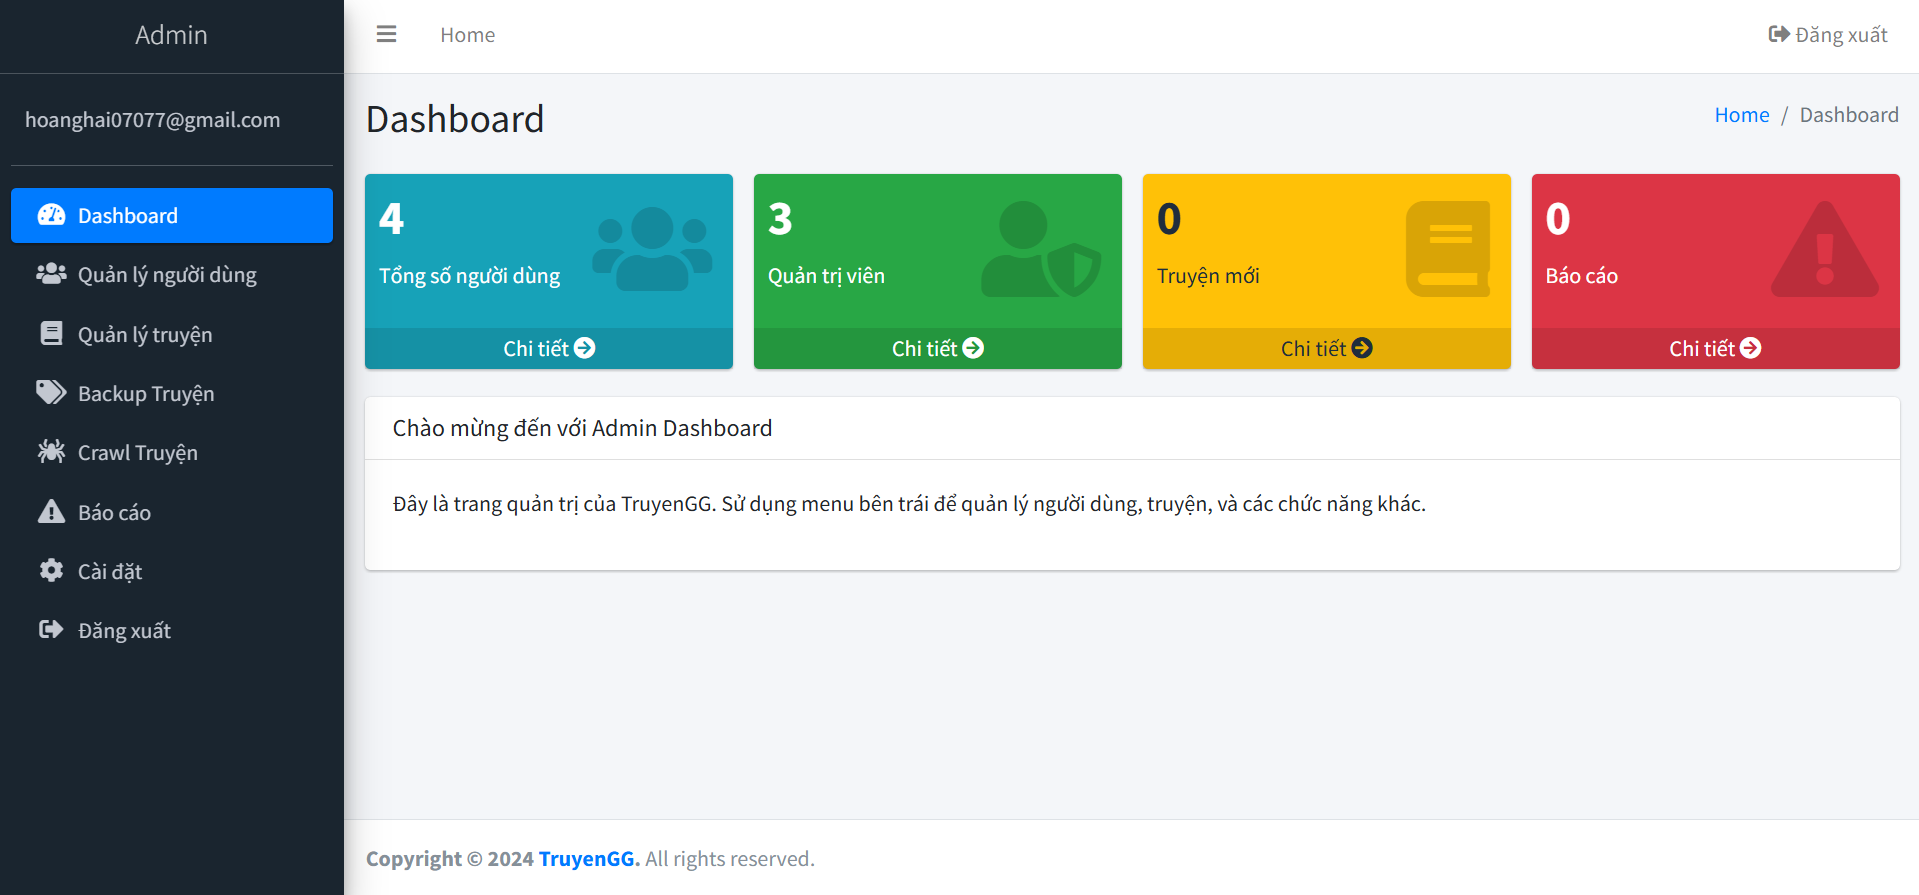 Admin
hoanghai07077@gmail.com
Dashboard
Quản lý người dùng
Quản lý truyện
Backup Truyện
Crawl Truyện
Báo cáo
Cài đặt
Đăng xuất
Home
Đăng xuất
Dashboard
Home / Dashboard
4
Tổng số người dùng
Chi tiết
3
Quản trị viên
Chi tiết
0
Truyện mới
Chi tiết
0
Báo cáo
Chi tiết
Chào mừng đến với Admin Dashboard
Đây là trang quản trị của TruyenGG. Sử dụng menu bên trái để quản lý người dùng, truyện, và các chức năng khác.
Copyright © 2024 TruyenGG. All rights reserved.